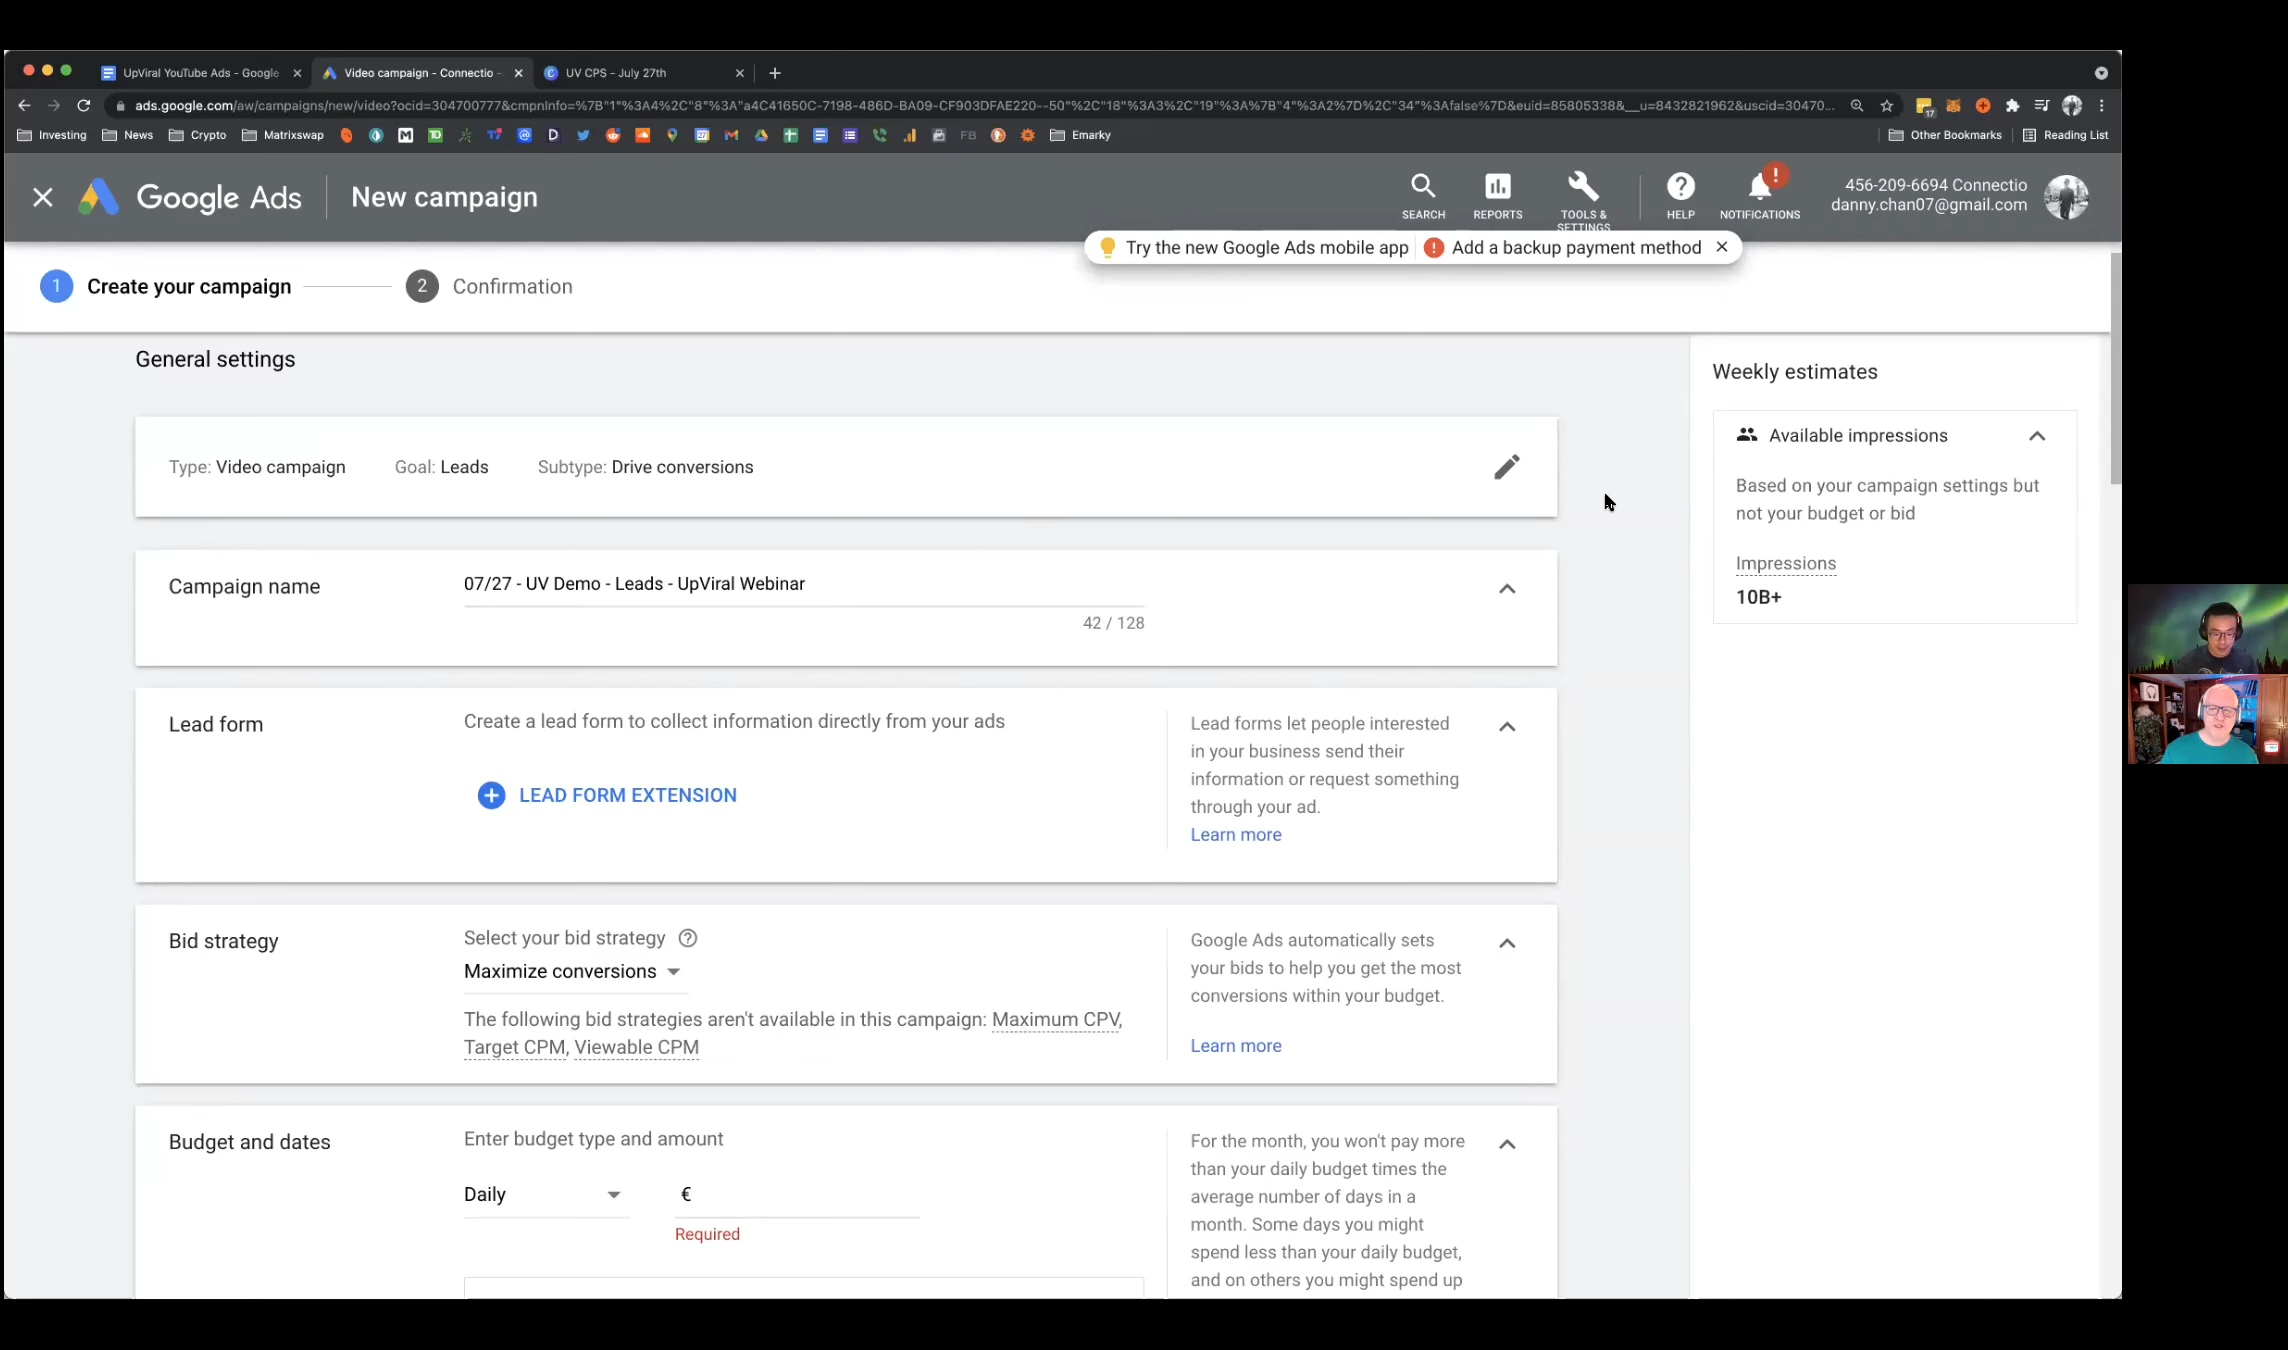 UpViral YouTube Ads - Google
Video campaign - Connectio -
UV CPS - July 27th
ads.google.com/aw/campaigns/new/video?ocid=304700777&cmpnInfo=%7B"1"%3A4%2C"8"%3A"a4C41650C-7198-486D-BA09-CF903DFAE220--50"%2C"18"%3A3%2C"19"%3A%7B"4"%3A2%7D%2C"34"%3Afalse%7D&euid=85805338&__u=8432821962&uscid=30470...
Investing
News
Crypto
Matrixswap
FB
Emarky
Other Bookmarks
Reading List
Google Ads
New campaign
SEARCH
REPORTS
TOOLS & SETTINGS
HELP
NOTIFICATIONS
456-209-6694 Connectio
danny.chan07@gmail.com
Try the new Google Ads mobile app
Add a backup payment method
1 Create your campaign
2 Confirmation
General settings
Type: Video campaign Goal: Leads Subtype: Drive conversions
Campaign name
07/27 - UV Demo - Leads - UpViral Webinar
42 / 128
Lead form
Create a lead form to collect information directly from your ads
LEAD FORM EXTENSION
Lead forms let people interested
in your business send their
information or request something
through your ad.
Learn more
Bid strategy
Select your bid strategy
Maximize conversions
The following bid strategies aren't available in this campaign: Maximum CPV,
Target CPM, Viewable CPM
Google Ads automatically sets
your bids to help you get the most
conversions within your budget.
Learn more
Budget and dates
Enter budget type and amount
Daily
€
Required
For the month, you won't pay more
than your daily budget times the
average number of days in a
month. Some days you might
spend less than your daily budget,
and on others you might spend up
Weekly estimates
Available impressions
Based on your campaign settings but
not your budget or bid
Impressions
10B+